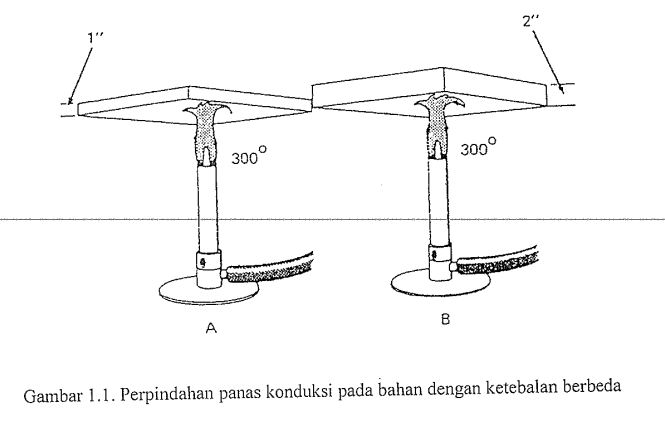 1″
2″
300°
300°
A
B
Gambar 1.1. Perpindahan panas konduksi pada bahan dengan ketebalan berbeda